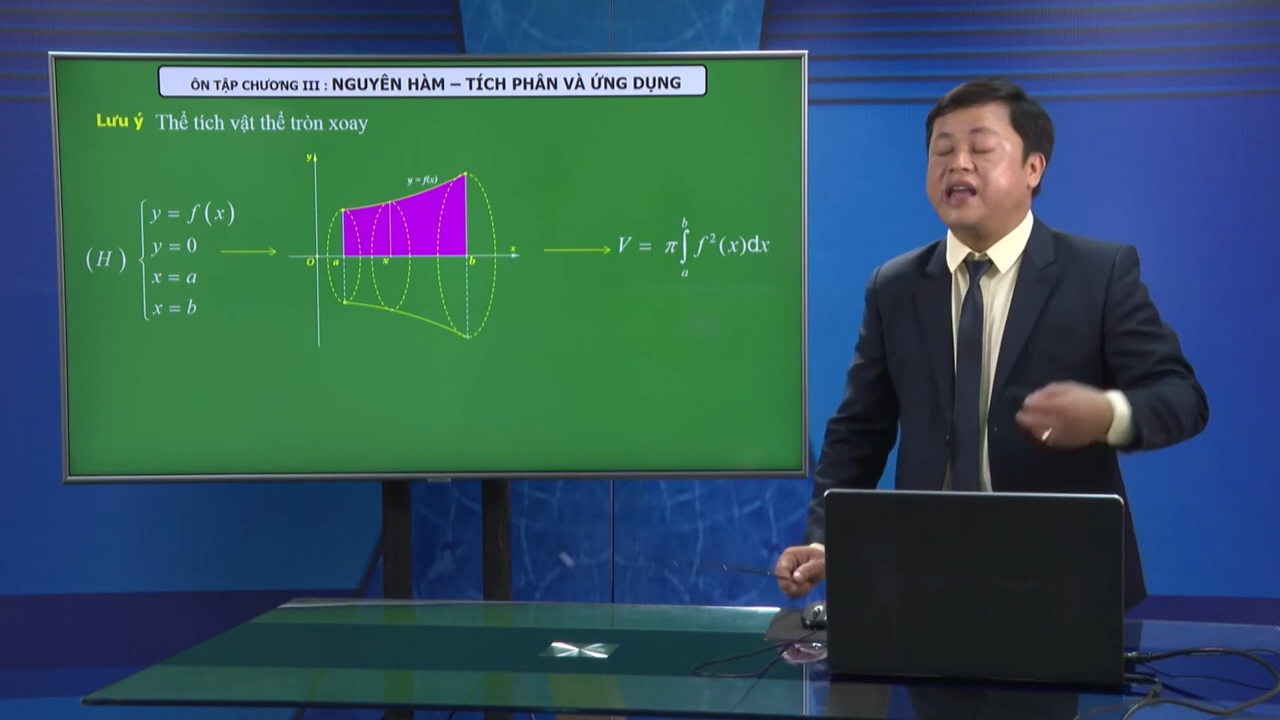 ÔN TẬP CHƯƠNG III : NGUYÊN HÀM – TÍCH PHÂN VÀ ỨNG DỤNG
Lưu ý Thể tích vật thể tròn xoay
y
y = f(x)
(H) { y = f(x)
y = 0
x = a
x = b
O a x b x
V = π∫ₐᵇ f²(x)dx